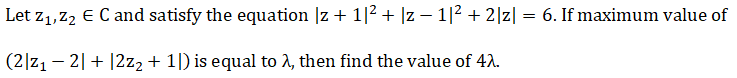 Let z₁,z₂ ∈ C and satisfy the equation |z + 1|² + |z − 1|² + 2|z| = 6. If maximum value of
(2|z₁ − 2| + |2z₂ + 1|) is equal to λ, then find the value of 4λ.